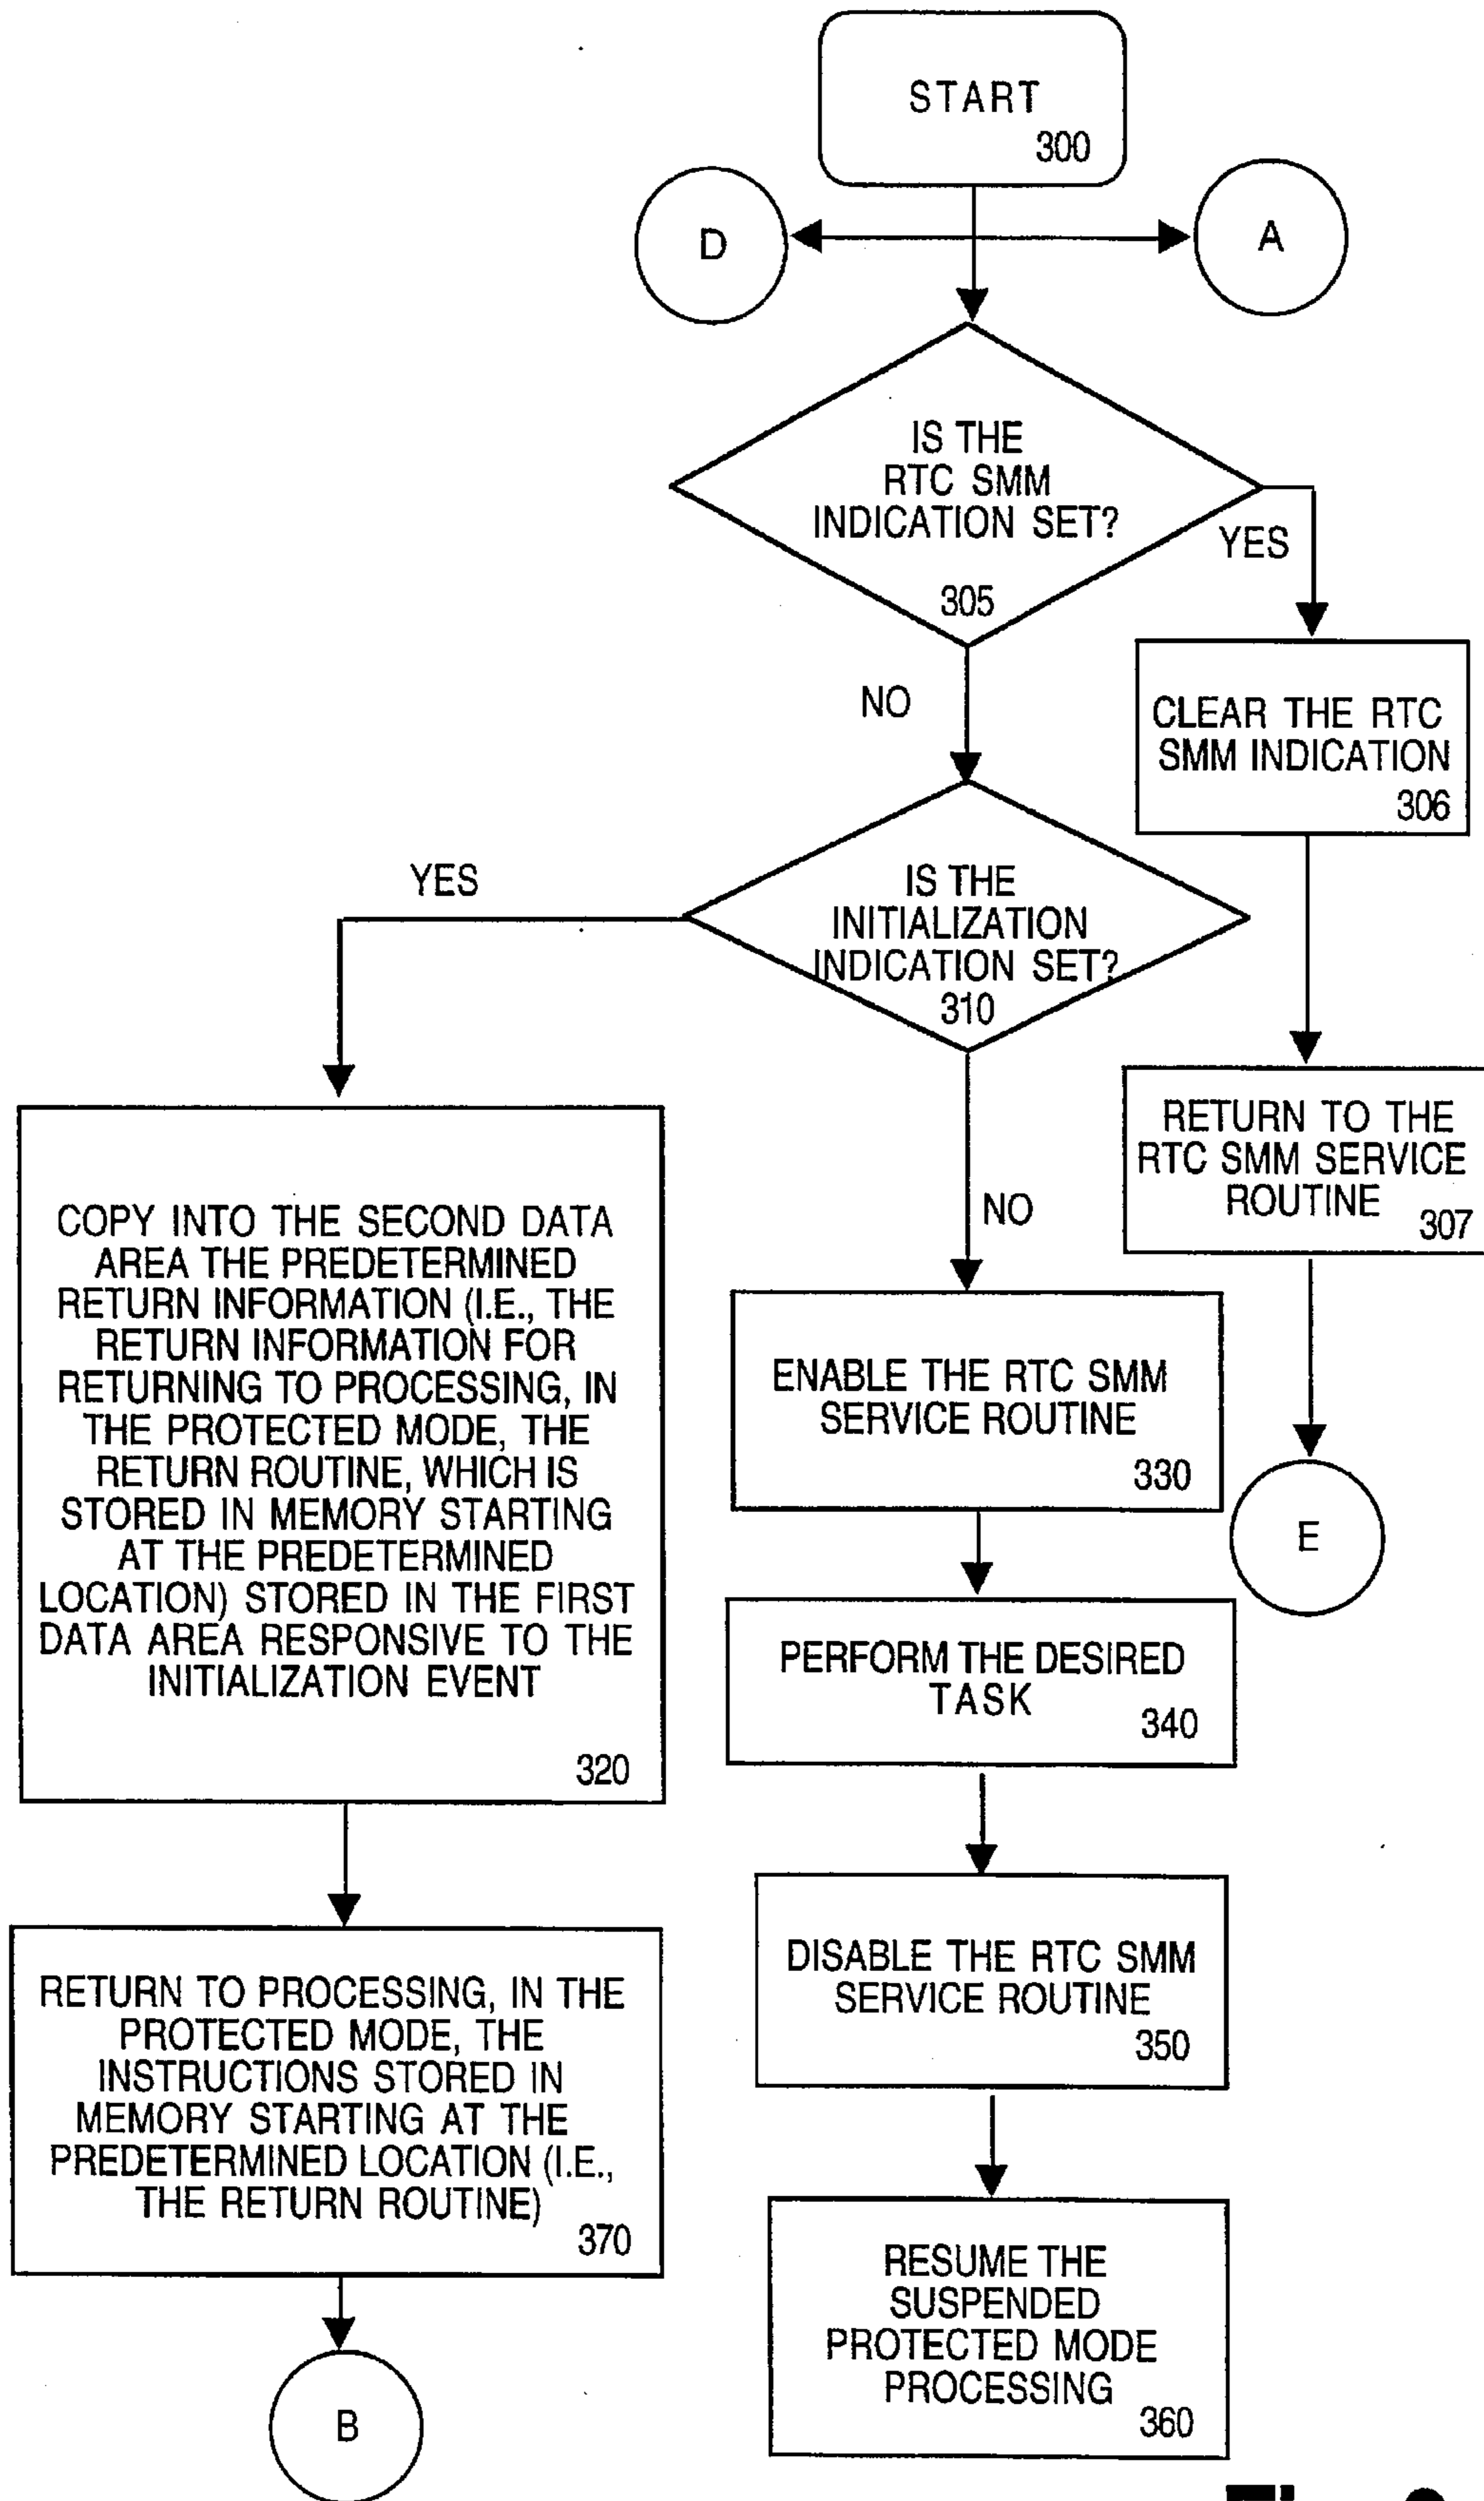 START
300
D
A
IS THE
RTC SMM
INDICATION SET?
305
YES
NO
CLEAR THE RTC
SMM INDICATION
306
YES
IS THE
INITIALIZATION
INDICATION SET?
310
RETURN TO THE
RTC SMM SERVICE
ROUTINE
307
NO
COPY INTO THE SECOND DATA
AREA THE PREDETERMINED
RETURN INFORMATION (I.E., THE
RETURN INFORMATION FOR
RETURNING TO PROCESSING, IN
THE PROTECTED MODE, THE
RETURN ROUTINE, WHICH IS
STORED IN MEMORY STARTING
AT THE PREDETERMINED
LOCATION) STORED IN THE FIRST
DATA AREA RESPONSIVE TO THE
INITIALIZATION EVENT
320
ENABLE THE RTC SMM
SERVICE ROUTINE
330
E
PERFORM THE DESIRED
TASK
340
DISABLE THE RTC SMM
SERVICE ROUTINE
350
RETURN TO PROCESSING, IN THE
PROTECTED MODE, THE
INSTRUCTIONS STORED IN
MEMORY STARTING AT THE
PREDETERMINED LOCATION (I.E.,
THE RETURN ROUTINE)
370
RESUME THE
SUSPENDED
PROTECTED MODE
PROCESSING
360
B